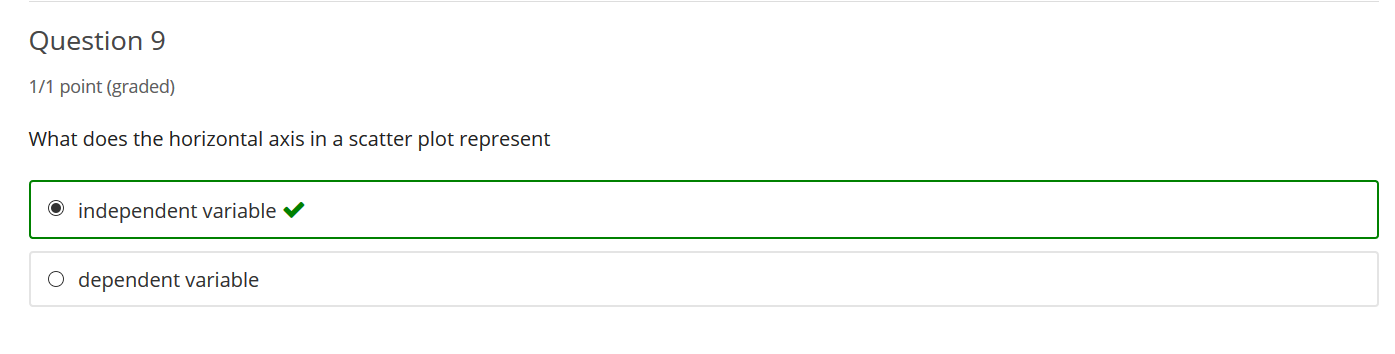 Question 9
1/1 point (graded)
What does the horizontal axis in a scatter plot represent
independent variable
dependent variable